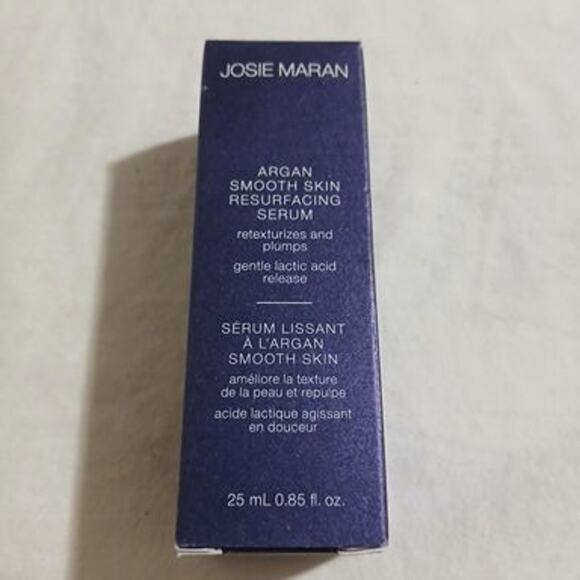 JOSIE MARAN
ARGAN
SMOOTH SKIN
RESURFACING
SERUM
retexturizes and
plumps
gentle lactic acid
release
SÉRUM LISSANT
À L'ARGAN
SMOOTH SKIN
améliore la texture
de la peau et repulpe
acide lactique agissant
en douceur
25 mL 0.85 fl. oz.